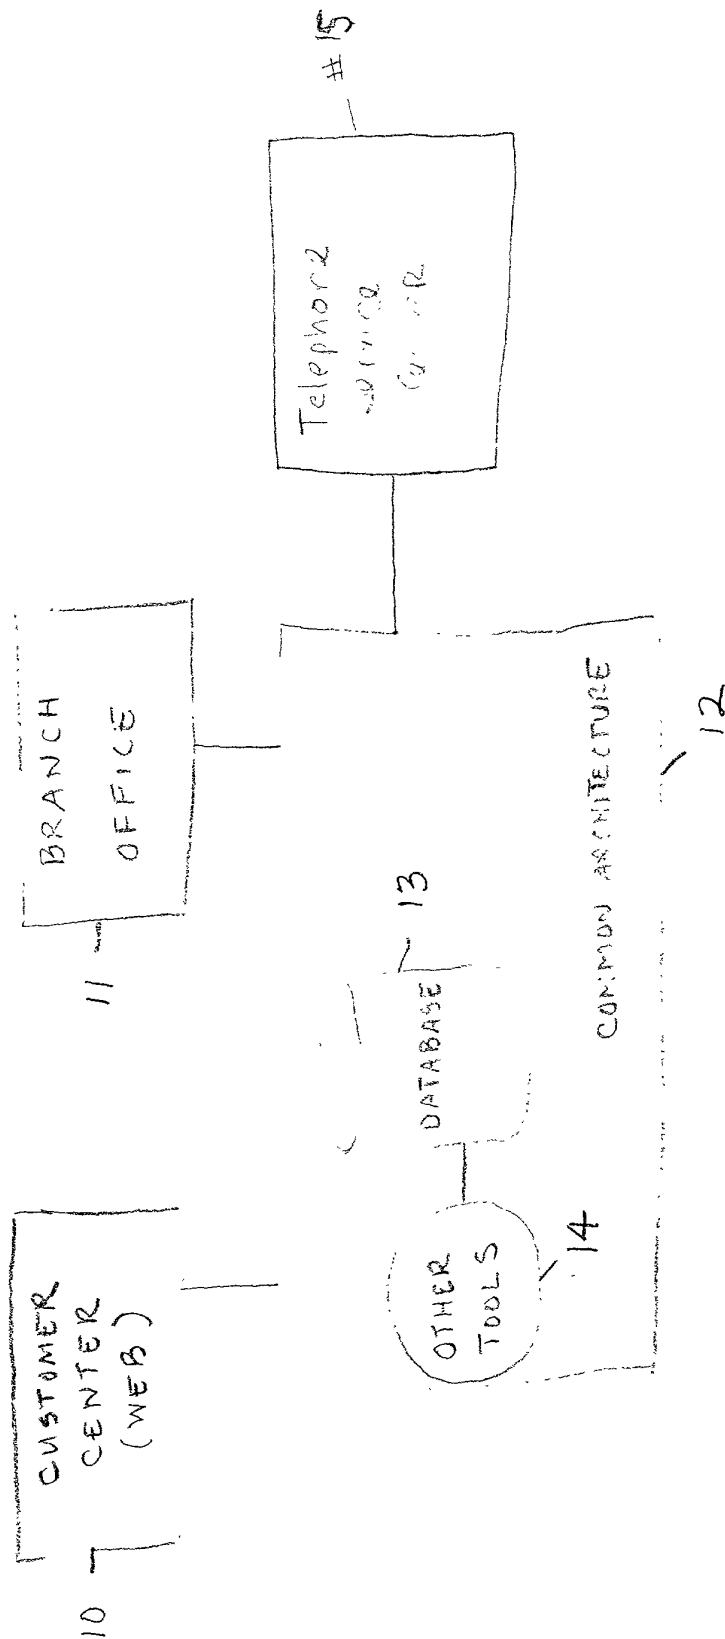 10
CUSTOMER
CENTER
(WEB)
11
BRANCH
OFFICE
OTHER
TOOLS
14
DATABASE
13
COMMON ARCHITECTURE
12
Telephone
#15